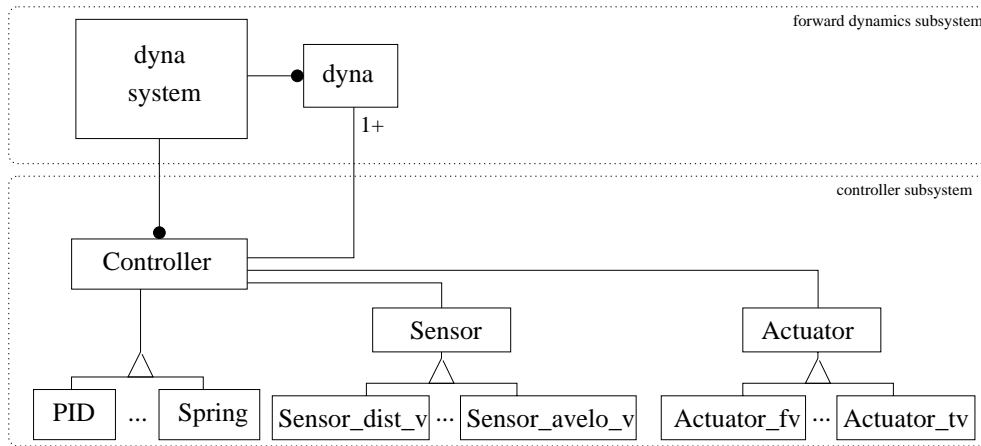 forward dynamics subsystem
dyna
system
dyna
1+
controller subsystem
Controller
Sensor
Actuator
PID ... Spring
Sensor_dist_v ... Sensor_avelo_v
Actuator_fv ... Actuator_tv